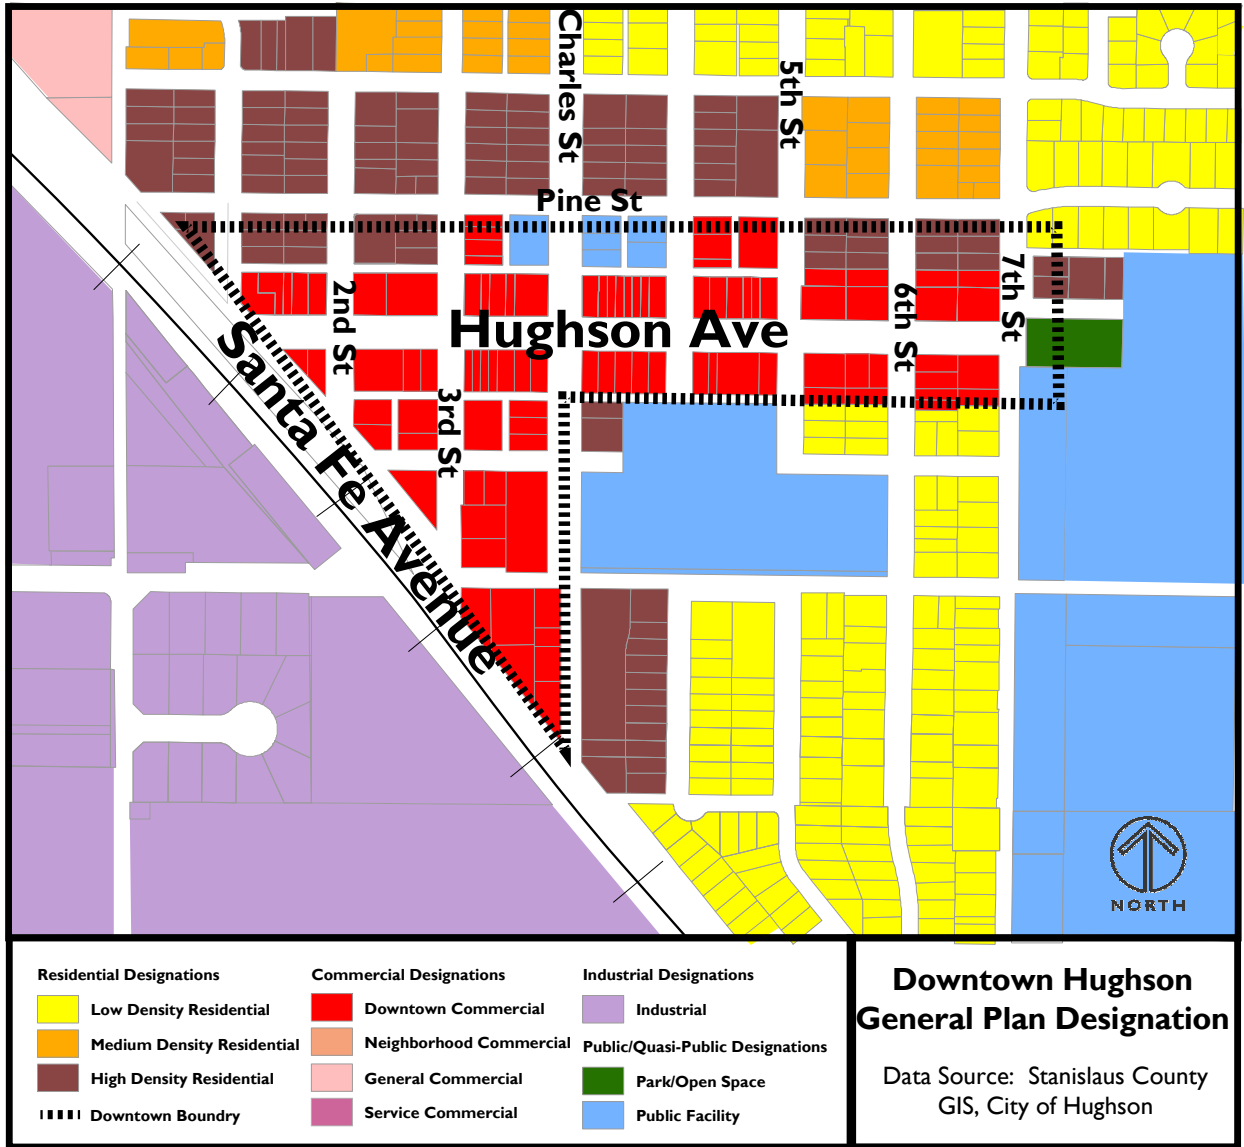 Charles St
5th St
Pine St
2nd St
Hughson Ave
6th St
7th St
3rd St
Santa Fe Avenue
NORTH
Residential Designations
Low Density Residential
Medium Density Residential
High Density Residential
Downtown Boundry
Commercial Designations
Downtown Commercial
Neighborhood Commercial
General Commercial
Service Commercial
Industrial Designations
Industrial
Public/Quasi-Public Designations
Park/Open Space
Public Facility
Downtown Hughson
General Plan Designation
Data Source: Stanislaus County
GIS, City of Hughson